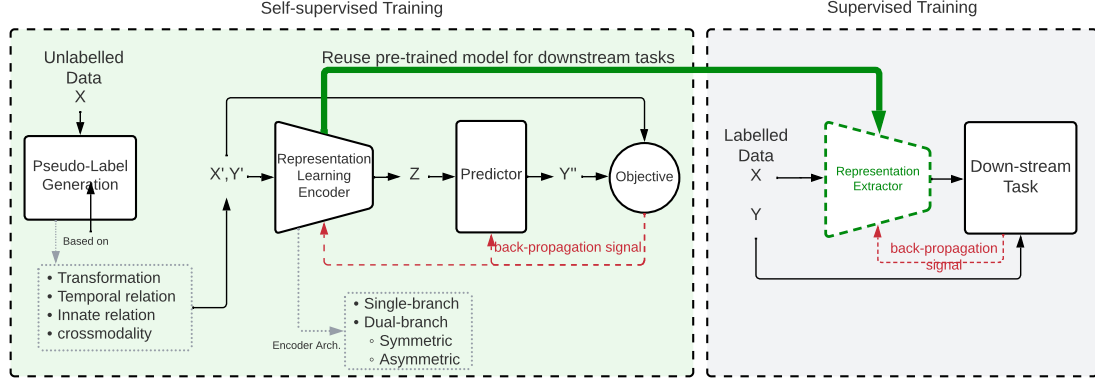 Self-supervised Training
Supervised Training
Unlabelled
Data
X
Reuse pre-trained model for downstream tasks
Pseudo-Label
Generation
Based on
• Transformation
• Temporal relation
• Innate relation
• crossmodality
X',Y'
Representation
Learning
Encoder
Z
Predictor
Y"
Objective
back-propagation signal
Encoder Arch.
• Single-branch
• Dual-branch
◦ Symmetric
◦ Asymmetric
Labelled
Data
X
Y
Representation
Extractor
Down-stream
Task
back-propagation
signal